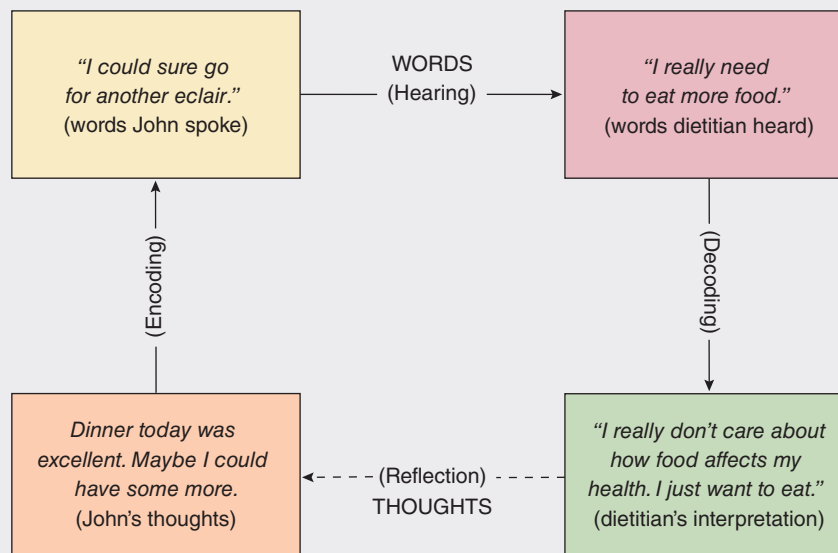 “I could sure go
for another eclair.”
(words John spoke)
WORDS
(Hearing)
“I really need
to eat more food.”
(words dietitian heard)
(Encoding)
(Decoding)
Dinner today was
excellent. Maybe I could
have some more.
(John’s thoughts)
(Reflection)
THOUGHTS
“I really don’t care about
how food affects my
health. I just want to eat.”
(dietitian’s interpretation)